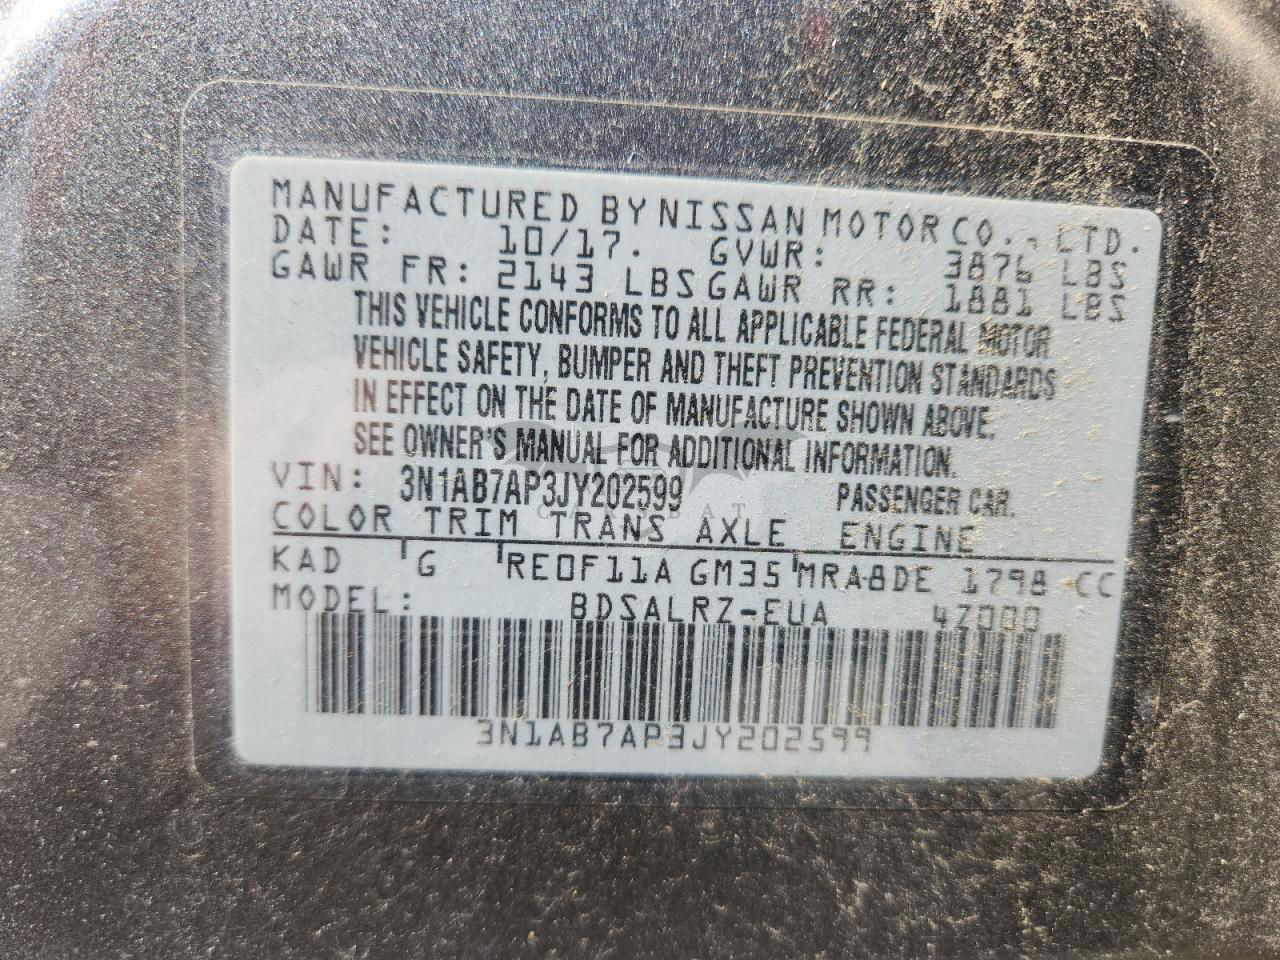 MANUFACTURED BY NISSAN MOTOR CO., LTD.
DATE: 10/17. GVWR: 3876 LBS
GAWR FR: 2143 LBS GAWR RR: 1881 LBS
THIS VEHICLE CONFORMS TO ALL APPLICABLE FEDERAL MOTOR
VEHICLE SAFETY, BUMPER AND THEFT PREVENTION STANDARDS
IN EFFECT ON THE DATE OF MANUFACTURE SHOWN ABOVE.
SEE OWNER'S MANUAL FOR ADDITIONAL INFORMATION.
VIN: 3N1AB7AP3JY202599 PASSENGER CAR.
COLOR TRIM TRANS AXLE ENGINE
KAD G RE0F11A GM35 MRA8DE 1798 CC
MODEL: BDSALRZ-EUA 4Z000
3N1AB7AP3JY202599